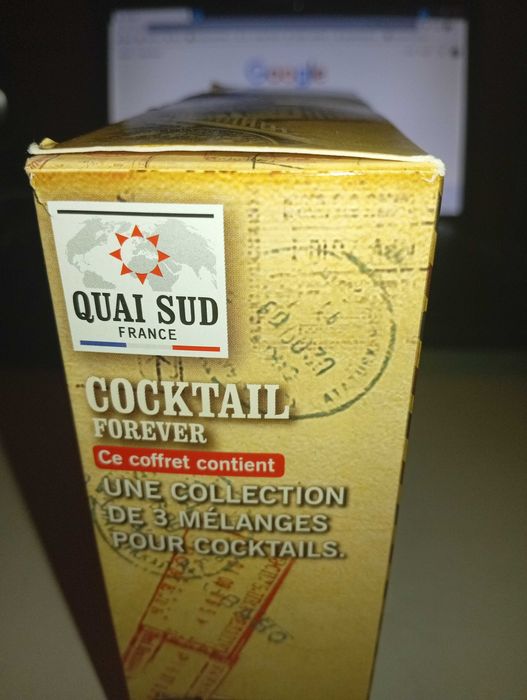 Google
QUAI SUD
FRANCE
COCKTAIL
FOREVER
Ce coffret contient
UNE COLLECTION
DE 3 MÉLANGES
POUR COCKTAILS.